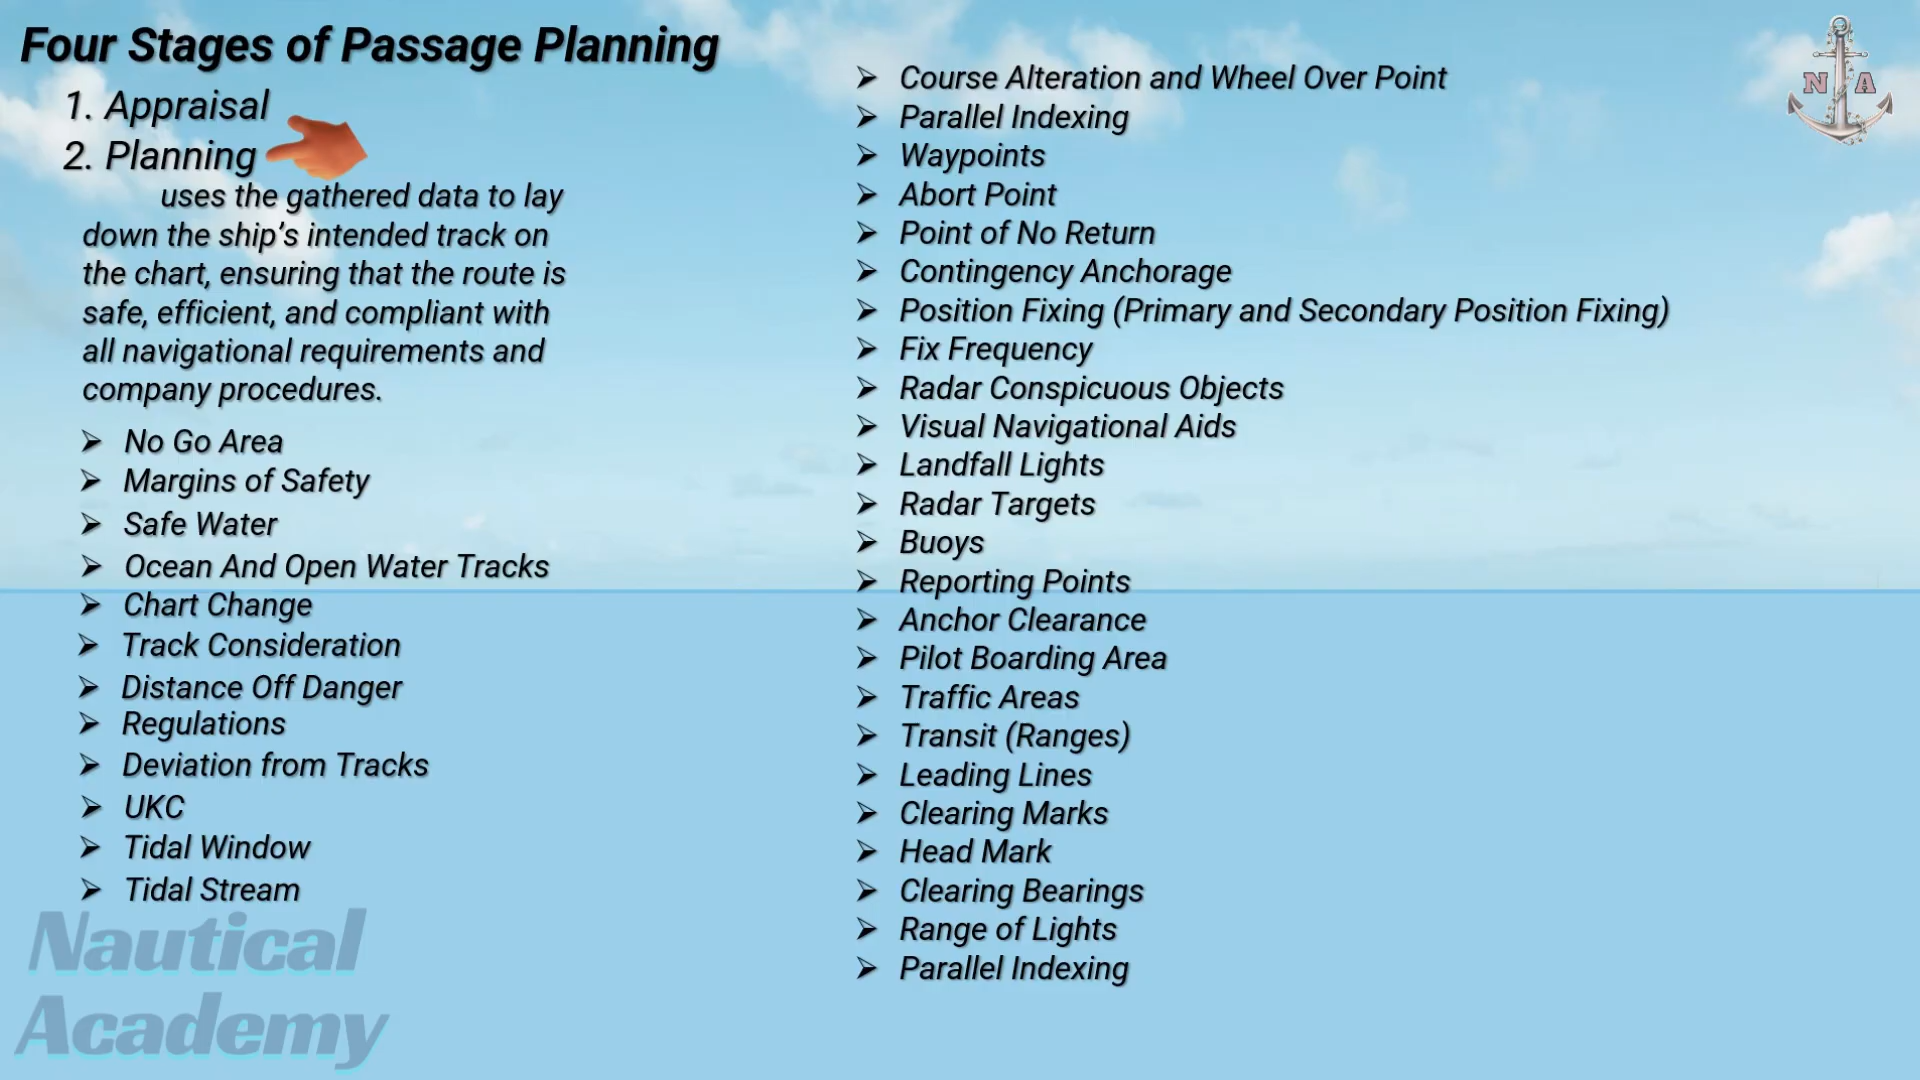 Four Stages of Passage Planning
1. Appraisal
2. Planning
uses the gathered data to lay
down the ship's intended track on
the chart, ensuring that the route is
safe, efficient, and compliant with
all navigational requirements and
company procedures.
No Go Area
Margins of Safety
Safe Water
Ocean And Open Water Tracks
Chart Change
Track Consideration
Distance Off Danger
Regulations
Deviation from Tracks
UKC
Tidal Window
Tidal Stream
Course Alteration and Wheel Over Point
Parallel Indexing
Waypoints
Abort Point
Point of No Return
Contingency Anchorage
Position Fixing (Primary and Secondary Position Fixing)
Fix Frequency
Radar Conspicuous Objects
Visual Navigational Aids
Landfall Lights
Radar Targets
Buoys
Reporting Points
Anchor Clearance
Pilot Boarding Area
Traffic Areas
Transit (Ranges)
Leading Lines
Clearing Marks
Head Mark
Clearing Bearings
Range of Lights
Parallel Indexing
N A
Nautical
Academy